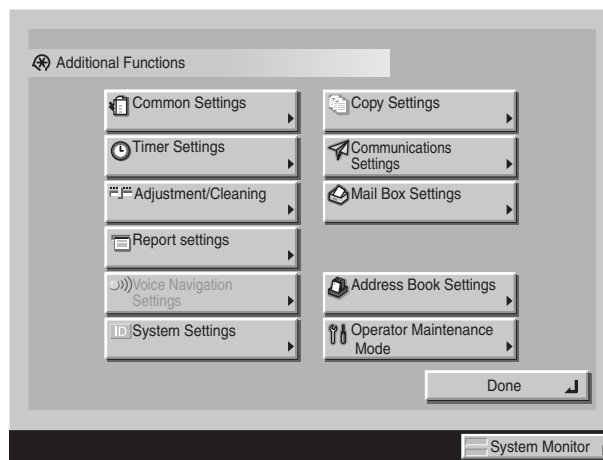 Additional Functions
Common Settings
Copy Settings
Timer Settings
Communications
Settings
Adjustment/Cleaning
Mail Box Settings
Report settings
Voice Navigation
Settings
Address Book Settings
ID System Settings
Operator Maintenance
Mode
Done
System Monitor